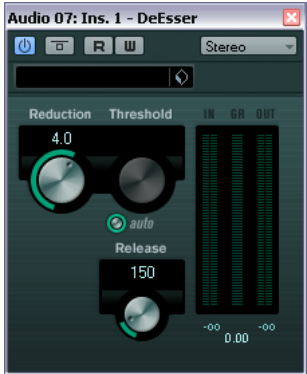 Audio 07: Ins. 1 - DeEsser
R W Stereo
Reduction Threshold IN GR OUT
4.0
auto
Release
150
-oo -oo
0.00